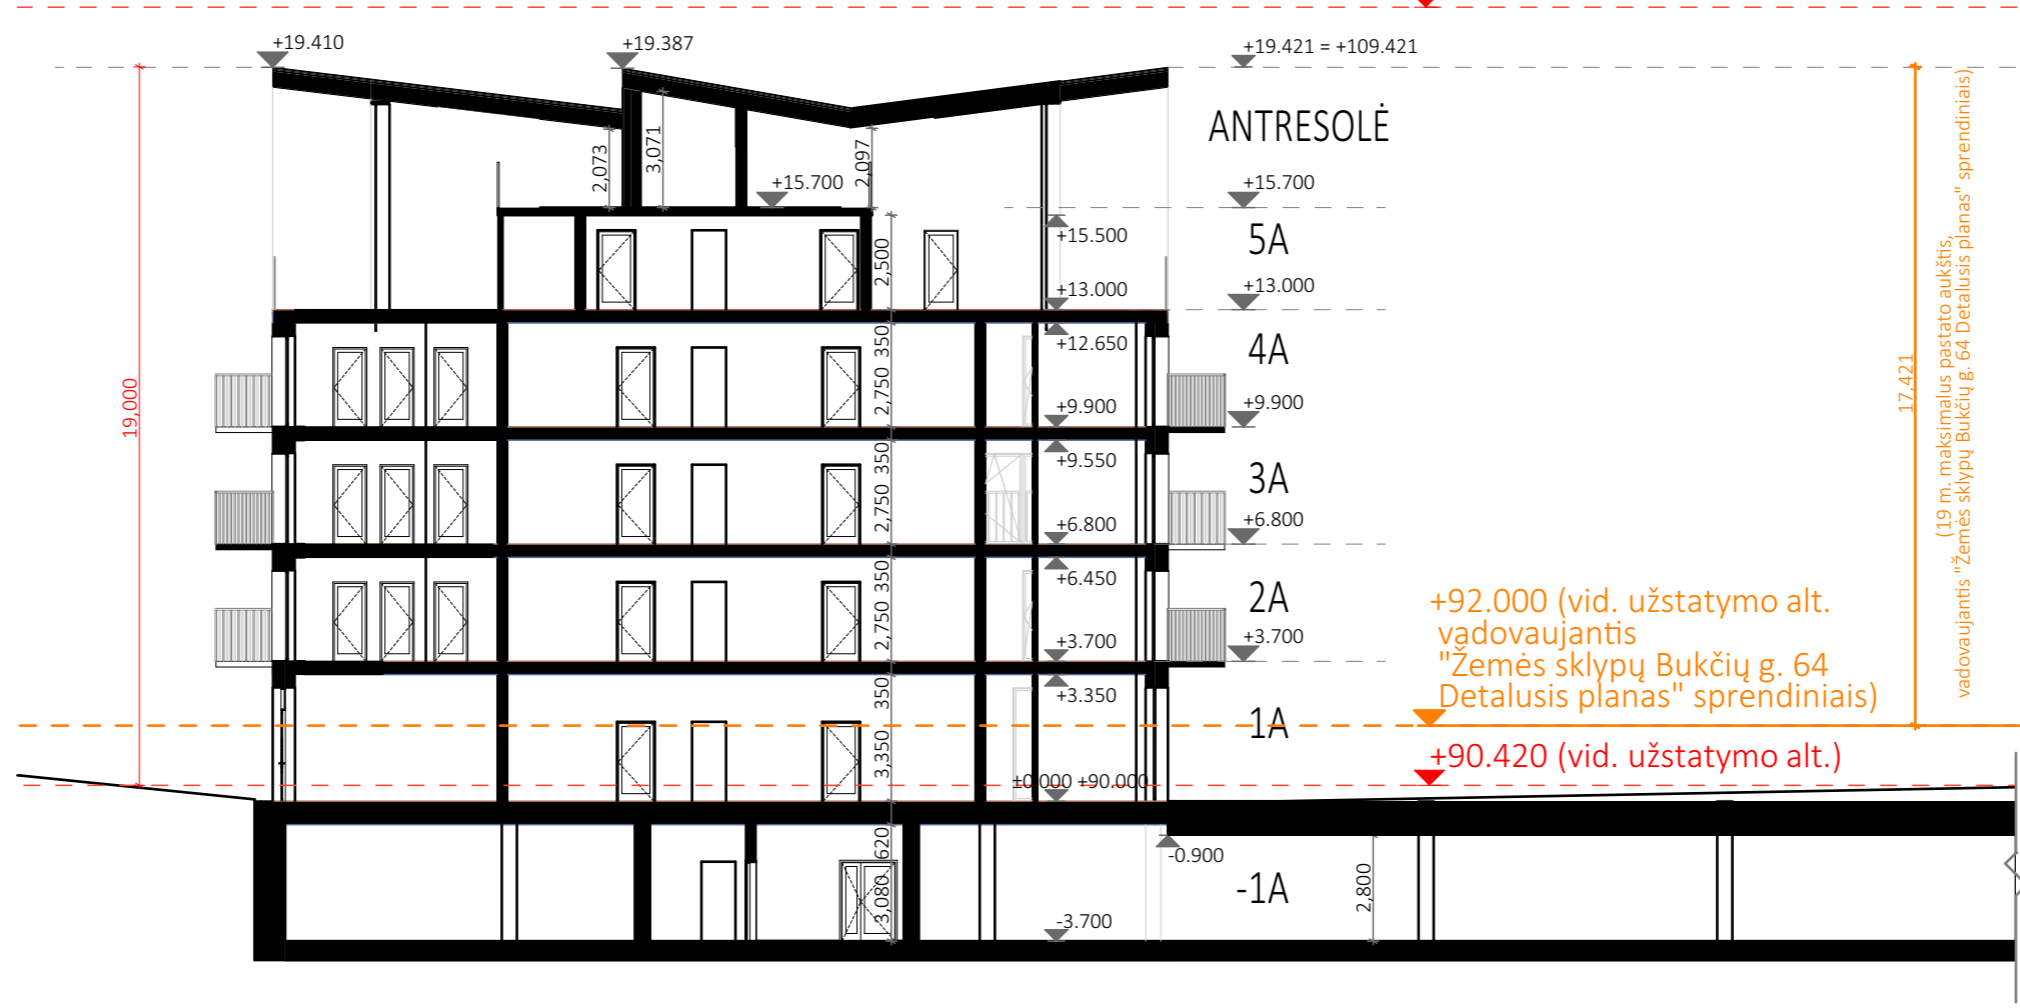 +19.410
+19.387
+19.421 = +109.421
ANTRESOLĖ
2,073
3,071
2,097
+15.700
+15.700
5A
+15.500
2,500
+13.000
+13.000
350
+12.650
4A
2,750
+9.900
+9.900
19,000
350
+9.550
3A
2,750
+6.800
+6.800
350
+6.450
2A
2,750
+3.700
+3.700
350
+3.350
1A
3,350
±0.000 +90.000
620
-0.900
-1A
3,080
2,800
-3.700
17,421
(19 m. maksimalus pastato aukštis,
vadovaujantis "Žemės sklypų Bukčių g. 64 Detalusis planas" sprendiniais)
+92.000 (vid. užstatymo alt.
vadovaujantis
"Žemės sklypų Bukčių g. 64
Detalusis planas" sprendiniais)
+90.420 (vid. užstatymo alt.)